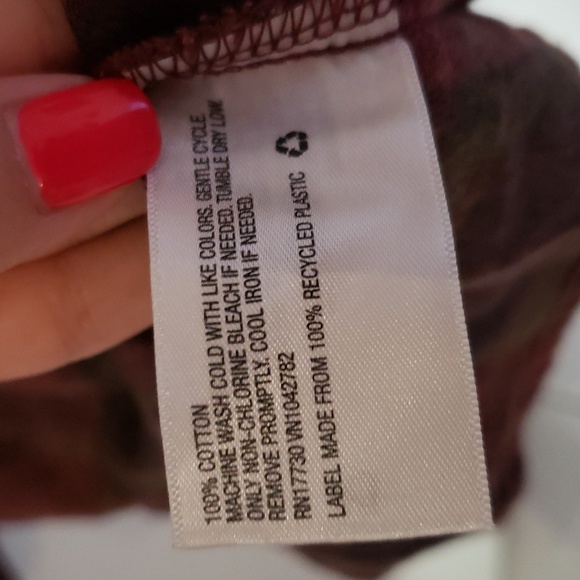 100% COTTON
MACHINE WASH COLD WITH LIKE COLORS. GENTLE CYCLE.
ONLY NON-CHLORINE BLEACH IF NEEDED. TUMBLE DRY LOW.
REMOVE PROMPTLY. COOL IRON IF NEEDED.
RN17730 VN1042782
LABEL MADE FROM 100% RECYCLED PLASTIC